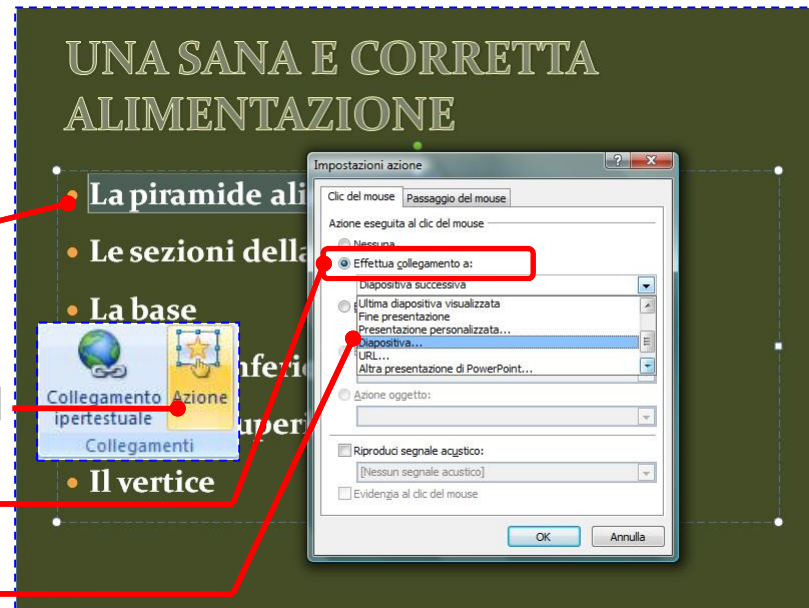 UNA SANA E CORRETTA
ALIMENTAZIONE
La piramide ali
Le sezioni della
La base
nferio
uperi
Il vertice
Collegamento
ipertestuale
Azione
Collegamenti
Impostazioni azione
Clic del mouse
Passaggio del mouse
Azione eseguita al clic del mouse
Nessuna
Effettua collegamento a:
Diapositiva successiva
Ultima diapositiva visualizzata
Fine presentazione
Presentazione personalizzata...
Diapositiva...
URL...
Altra presentazione di PowerPoint...
Azione oggetto:
Riproduci segnale acustico:
[Nessun segnale acustico]
Evidenzia al clic del mouse
OK
Annulla